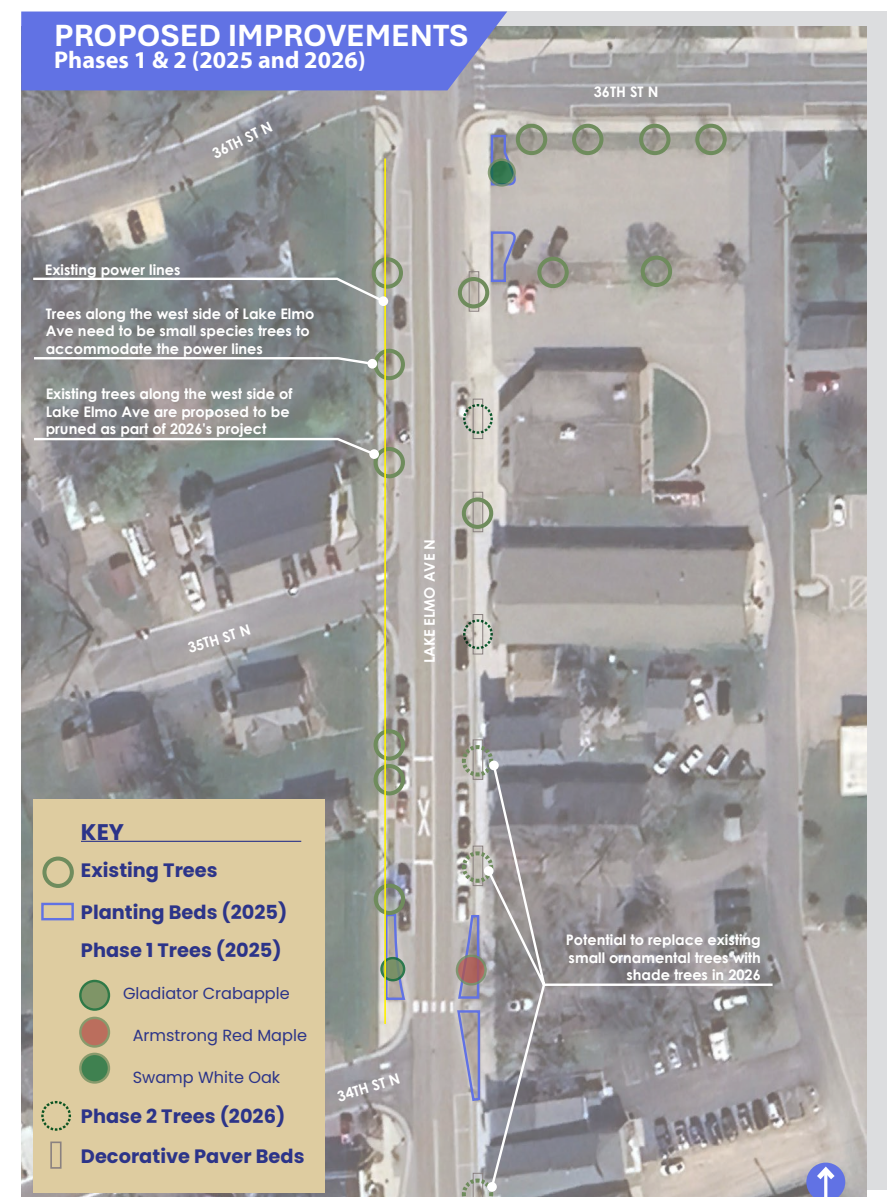 PROPOSED IMPROVEMENTS
Phases 1 & 2 (2025 and 2026)
36TH ST N
36TH ST N
Existing power lines
Trees along the west side of Lake Elmo
Ave need to be small species trees to
accommodate the power lines
Existing trees along the west side of
Lake Elmo Ave are proposed to be
pruned as part of 2026's project
LAKE ELMO AVE N
35TH ST N
KEY
Existing Trees
Planting Beds (2025)
Phase 1 Trees (2025)
Gladiator Crabapple
Armstrong Red Maple
Swamp White Oak
Phase 2 Trees (2026)
Decorative Paver Beds
Potential to replace existing
small ornamental trees with
shade trees in 2026
34TH ST N